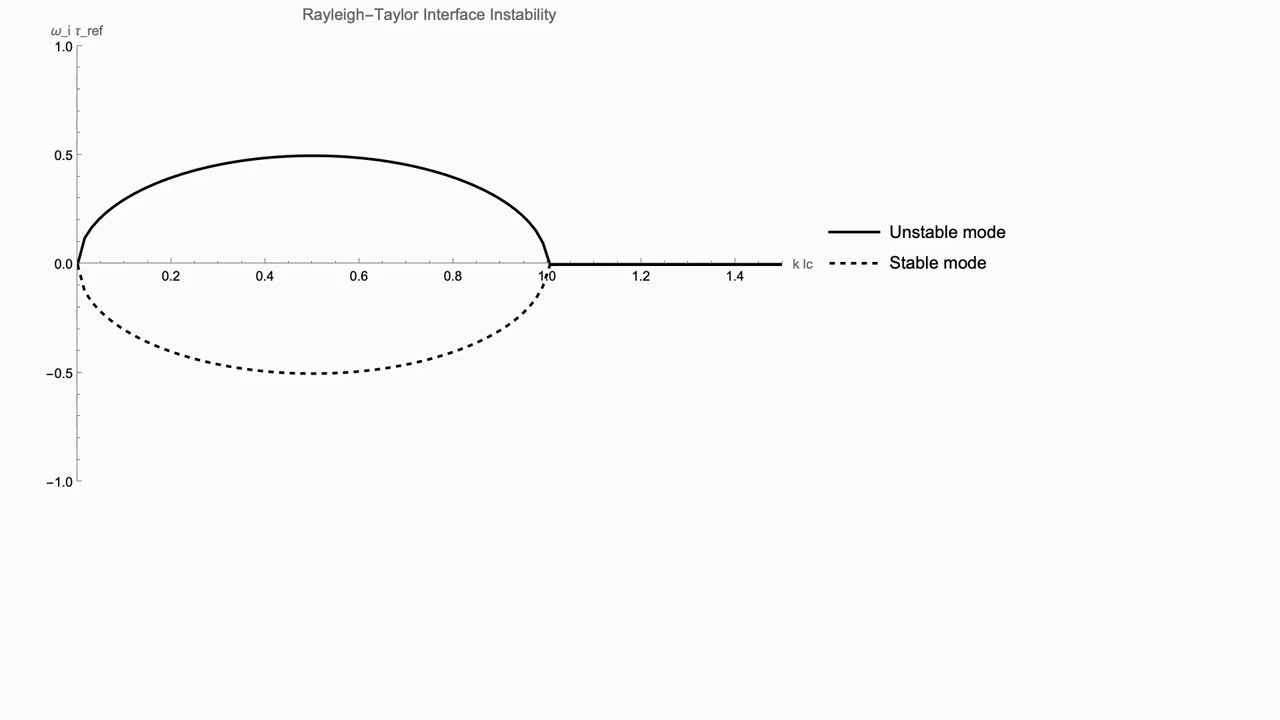 Rayleigh−Taylor Interface Instability
ω_i τ_ref
1.0
0.5
0.0
−0.5
−1.0
0.2 0.4 0.6 0.8 1.0 1.2 1.4
k lc
Unstable mode
Stable mode